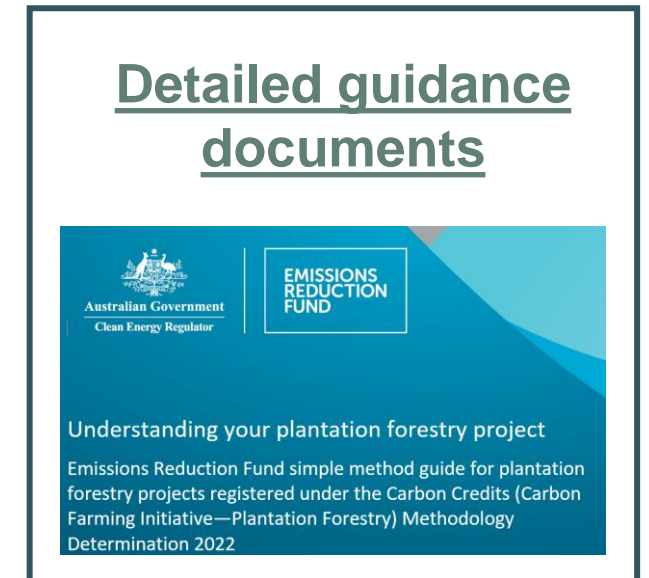 Detailed guidance
documents
Australian Government
Clean Energy Regulator
EMISSIONS
REDUCTION
FUND
Understanding your plantation forestry project
Emissions Reduction Fund simple method guide for plantation
forestry projects registered under the Carbon Credits (Carbon
Farming Initiative—Plantation Forestry) Methodology
Determination 2022